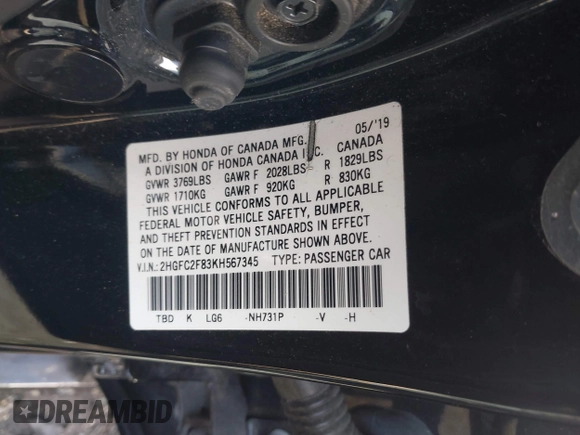 MFD. BY HONDA OF CANADA MFG. 05/'19
A DIVISION OF HONDA CANADA INC. CANADA
GVWR 3769LBS GAWR F 2028LBS R 1829LBS
GVWR 1710KG GAWR F 920KG R 830KG
THIS VEHICLE CONFORMS TO ALL APPLICABLE
FEDERAL MOTOR VEHICLE SAFETY, BUMPER,
AND THEFT PREVENTION STANDARDS IN EFFECT
ON THE DATE OF MANUFACTURE SHOWN ABOVE.
V.I.N.: 2HGFC2F83KH567345 TYPE: PASSENGER CAR
TBD K LG6 -NH731P -V -H
DREAMBID